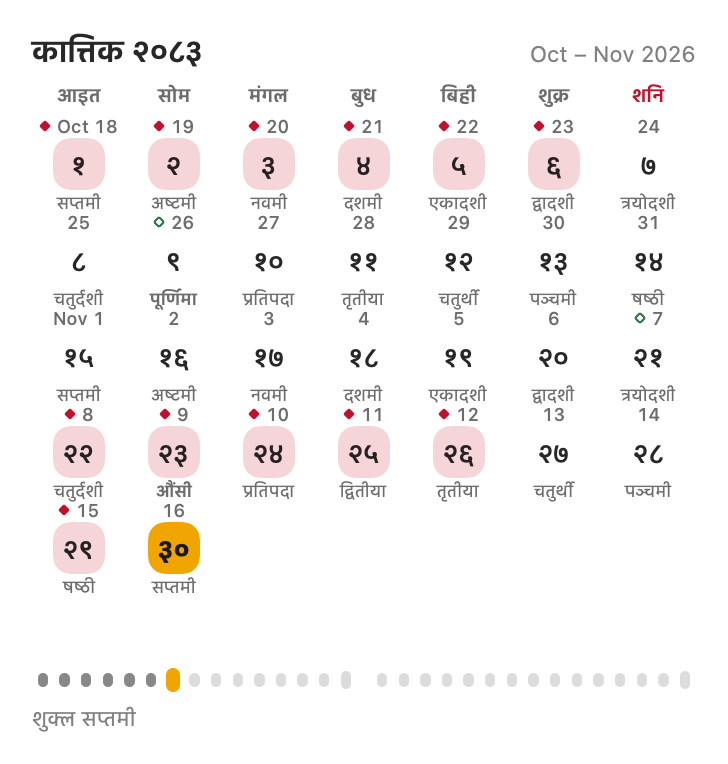 कात्तिक २०८३ Oct – Nov 2026
आइत सोम मंगल बुध बिही शुक्र शनि
Oct 18 19 20 21 22 23 24
१ २ ३ ४ ५ ६ ७
सप्तमी अष्टमी नवमी दशमी एकादशी द्वादशी त्रयोदशी
25 26 27 28 29 30 31
८ ९ १० ११ १२ १३ १४
चतुर्दशी पूर्णिमा प्रतिपदा तृतीया चतुर्थी पञ्चमी षष्ठी
Nov 1 2 3 4 5 6 7
१५ १६ १७ १८ १९ २० २१
सप्तमी अष्टमी नवमी दशमी एकादशी द्वादशी त्रयोदशी
8 9 10 11 12 13 14
२२ २३ २४ २५ २६ २७ २८
चतुर्दशी औंसी प्रतिपदा द्वितीया तृतीया चतुर्थी पञ्चमी
15 16
२९ ३०
षष्ठी सप्तमी
शुक्ल सप्तमी